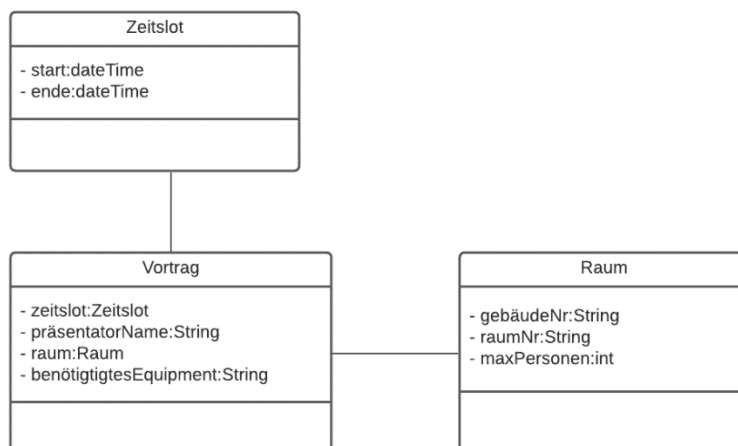 Zeitslot
- start:dateTime
- ende:dateTime
Vortrag
- zeitslot:Zeitslot
- präsentatorName:String
- raum:Raum
- benötigtigtesEquipment:String
Raum
- gebäudeNr:String
- raumNr:String
- maxPersonen:int